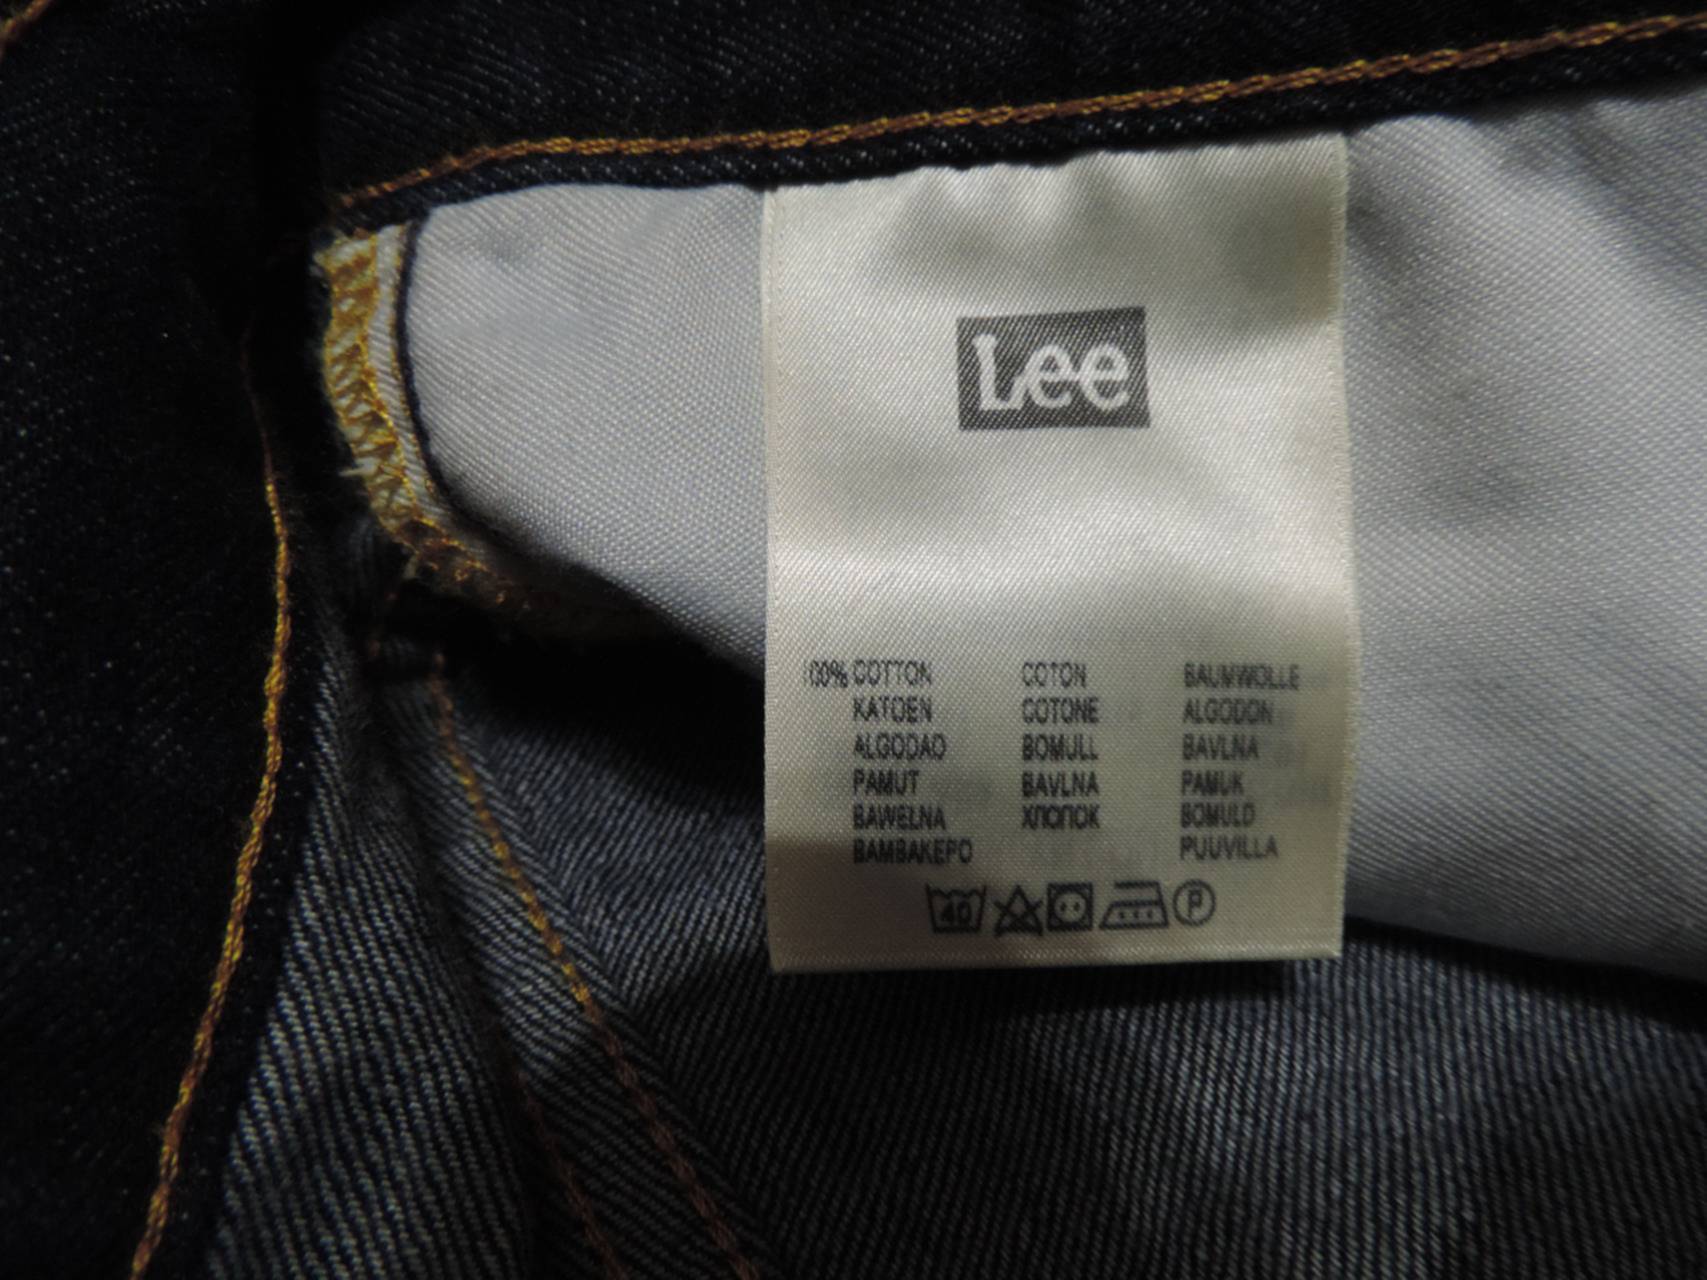 Lee
100% COTTON COTON BAUMWOLLE
KATOEN COTONE ALGODON
ALGODAO BOMULL BAVLNA
PAMUT BAVLNA PAMUK
BAWEŁNA ХЛОПОК BOMULD
BAMBAKEPO PUUVILLA
40 P